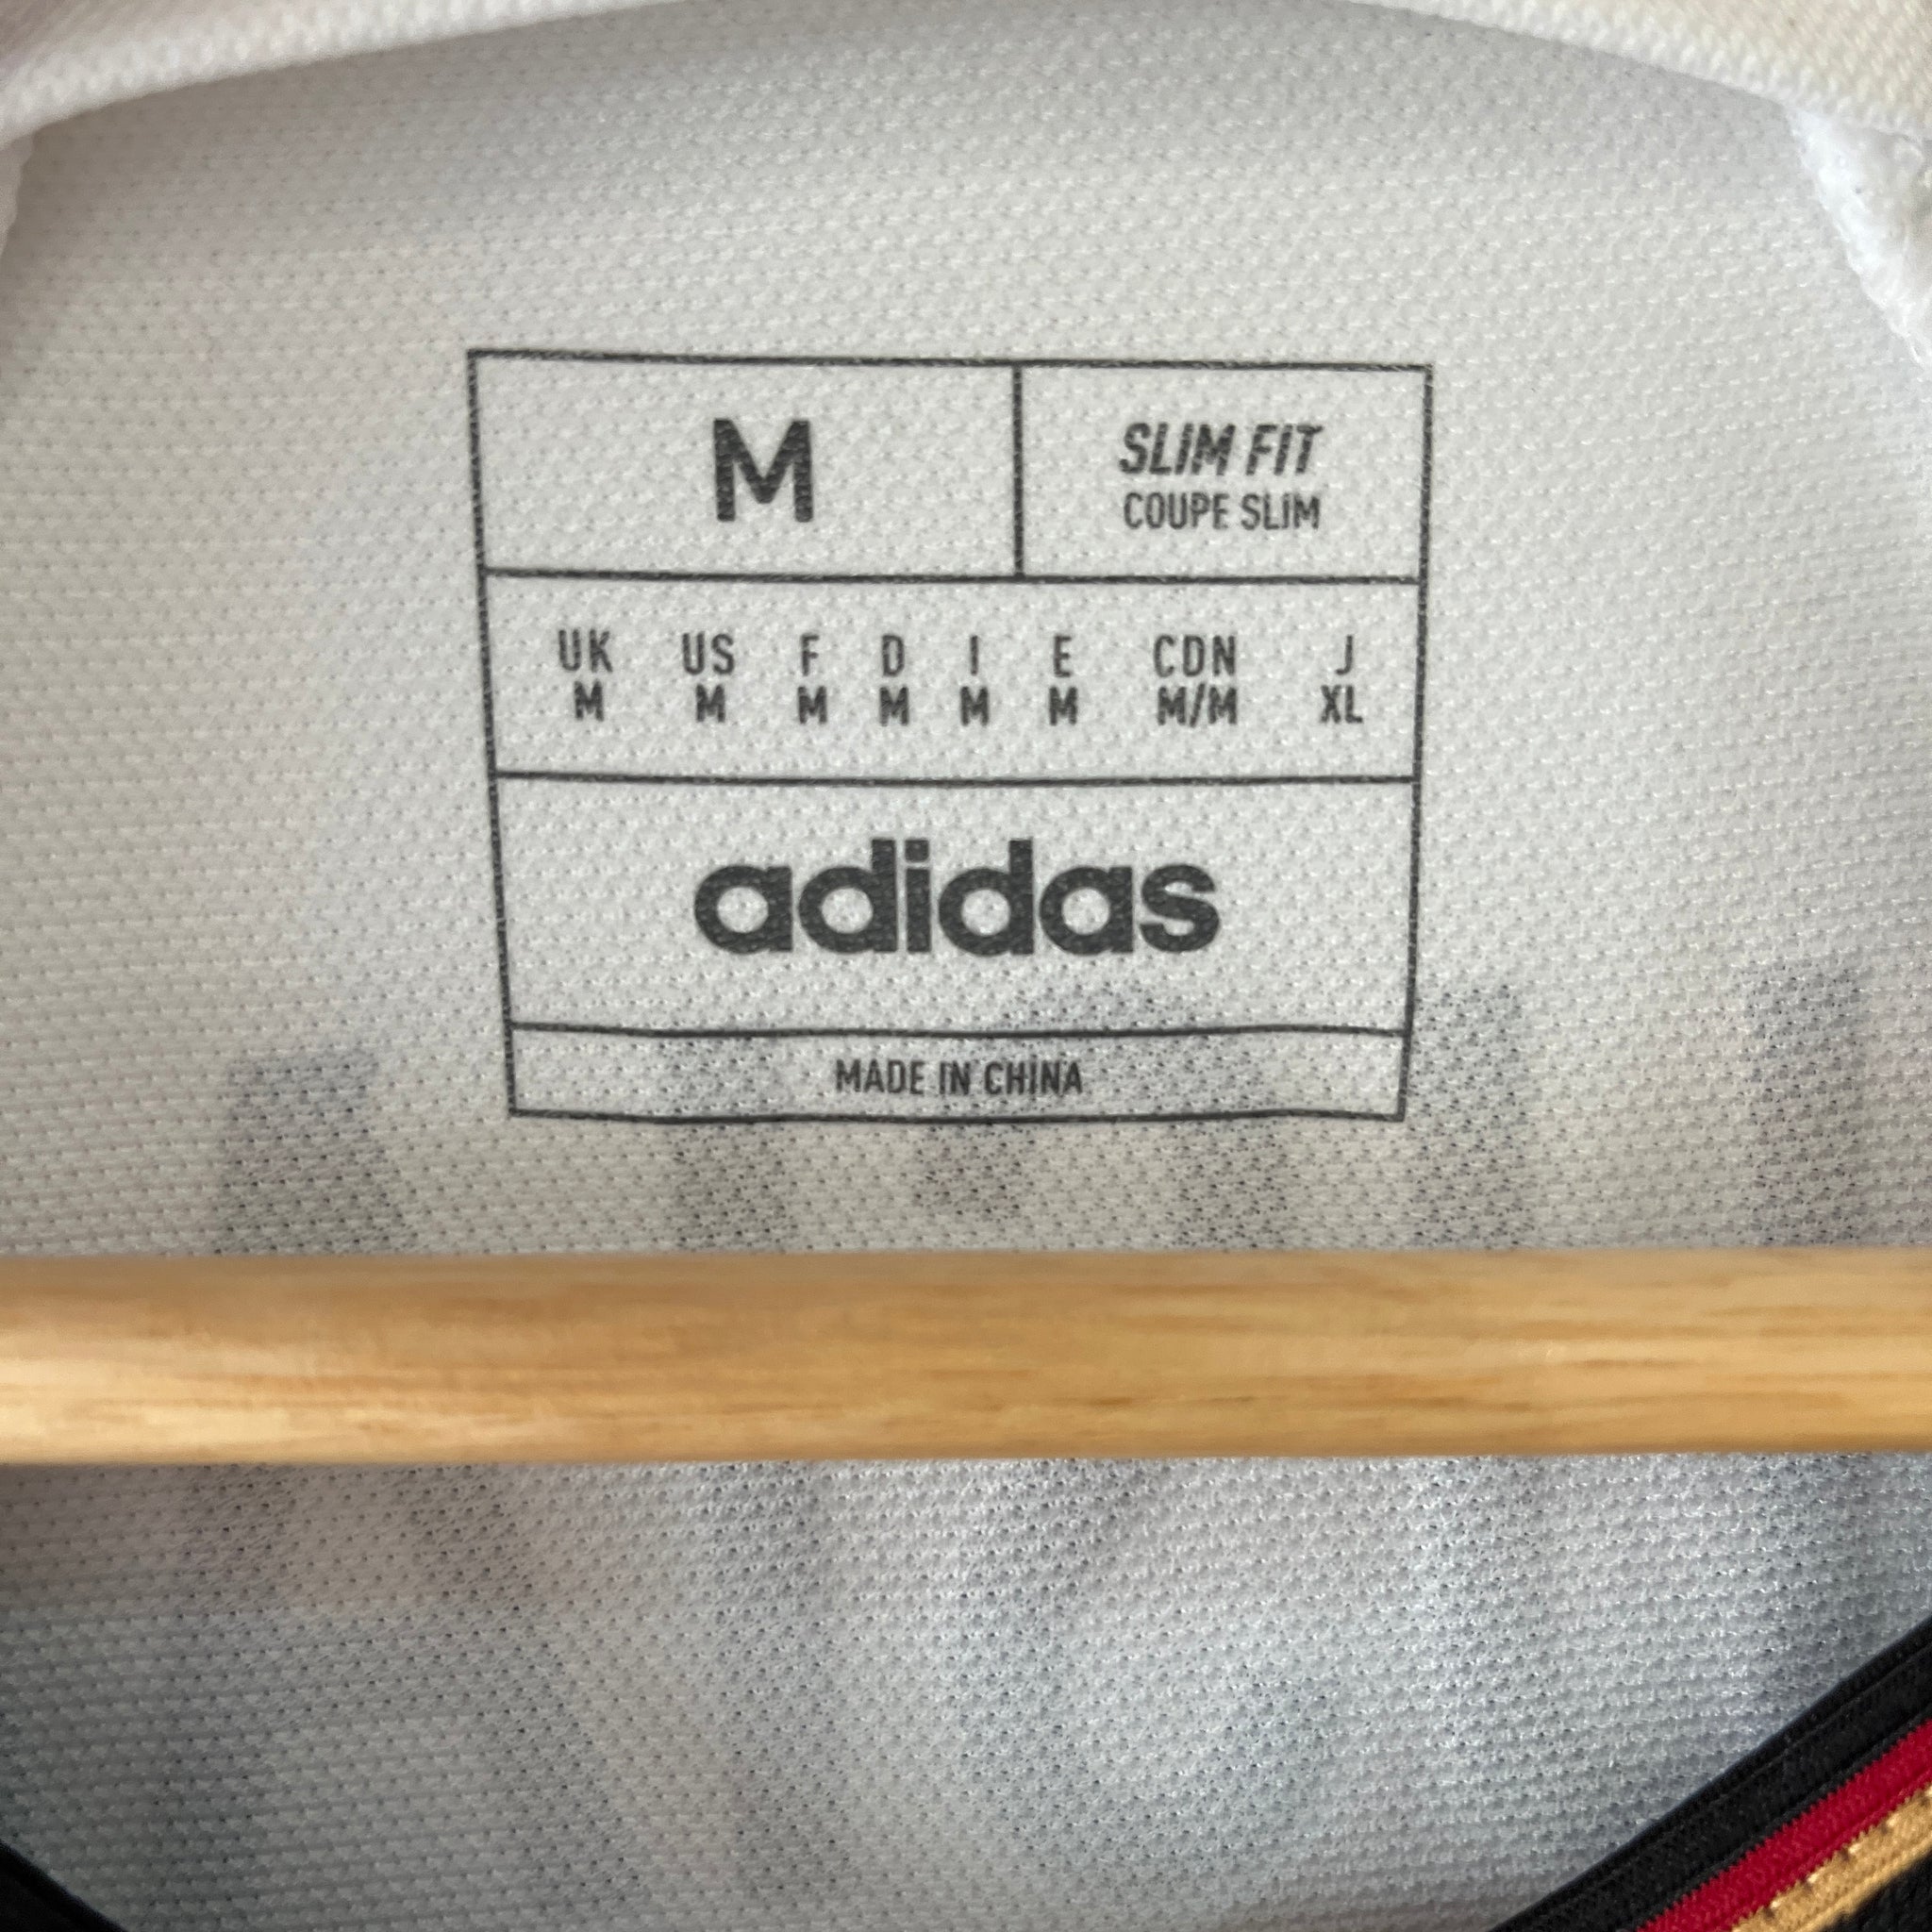 M
SLIM FIT
COUPE SLIM
UK US F D I E CDN J
M M M M M M M/M XL
adidas
MADE IN CHINA